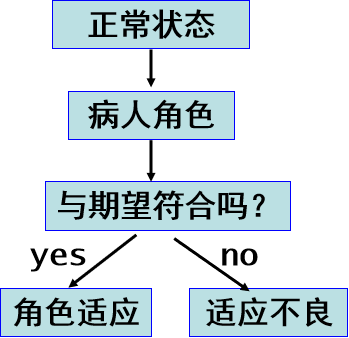 正常状态
病人角色
与期望符合吗？
yes
no
角色适应
适应不良